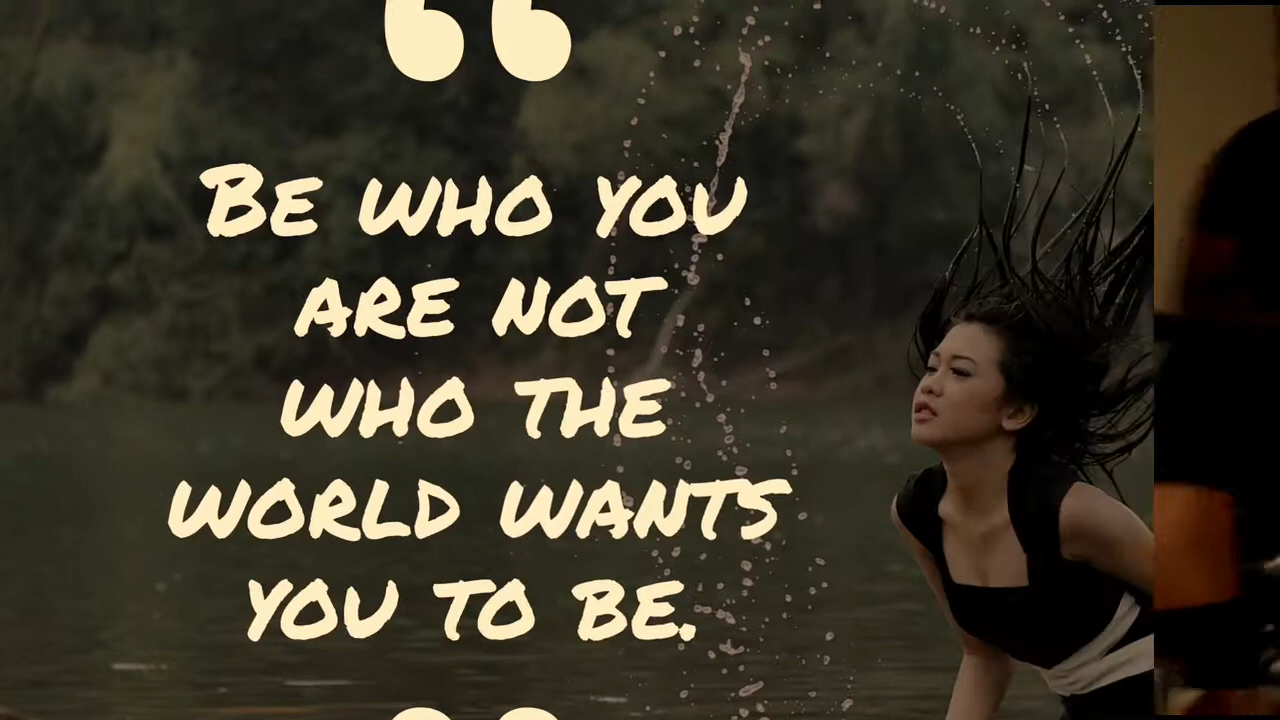 “
Be who you
are not
who the
world wants
you to be.